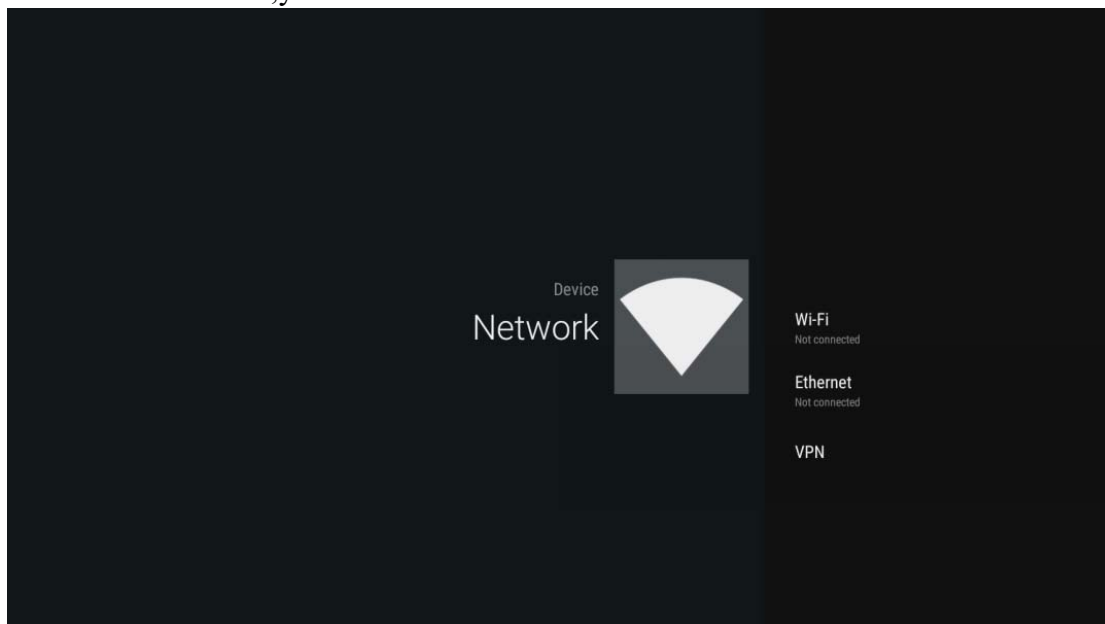 ,y
Device
Network
Wi-Fi
Not connected
Ethernet
Not connected
VPN